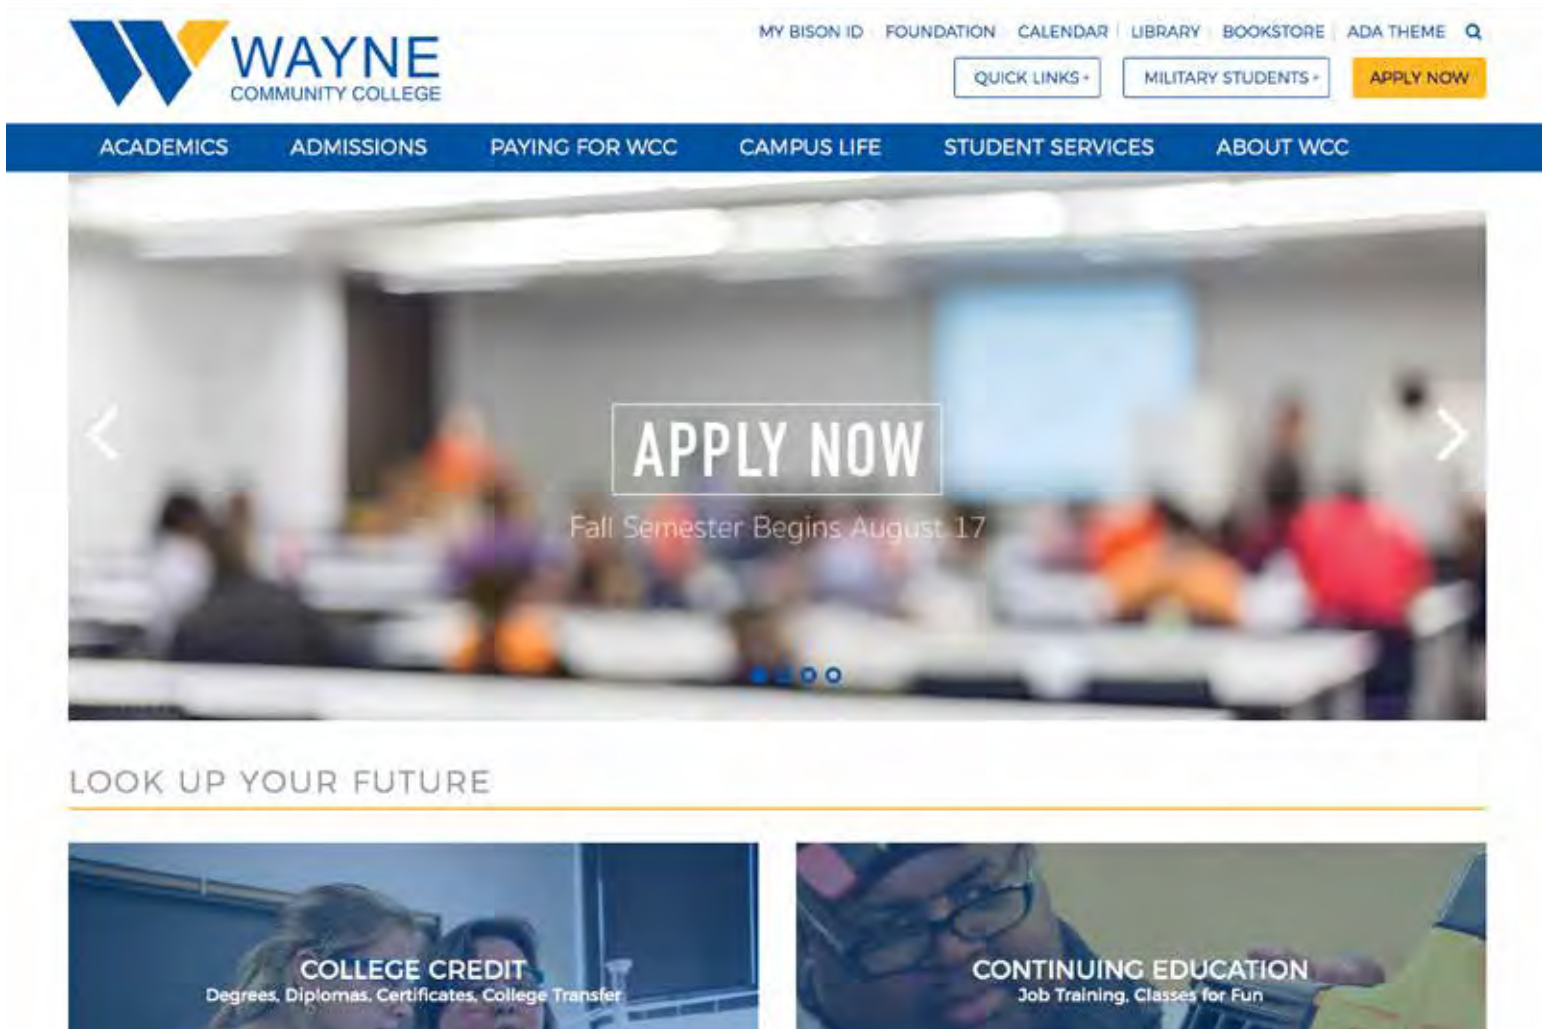 WAYNE
COMMUNITY COLLEGE
MY BISON ID FOUNDATION CALENDAR LIBRARY BOOKSTORE ADA THEME
QUICK LINKS MILITARY STUDENTS APPLY NOW
ACADEMICS ADMISSIONS PAYING FOR WCC CAMPUS LIFE STUDENT SERVICES ABOUT WCC
APPLY NOW
Fall Semester Begins August 17
LOOK UP YOUR FUTURE
COLLEGE CREDIT
Degrees, Diplomas, Certificates, College Transfer
CONTINUING EDUCATION
Job Training, Classes for Fun